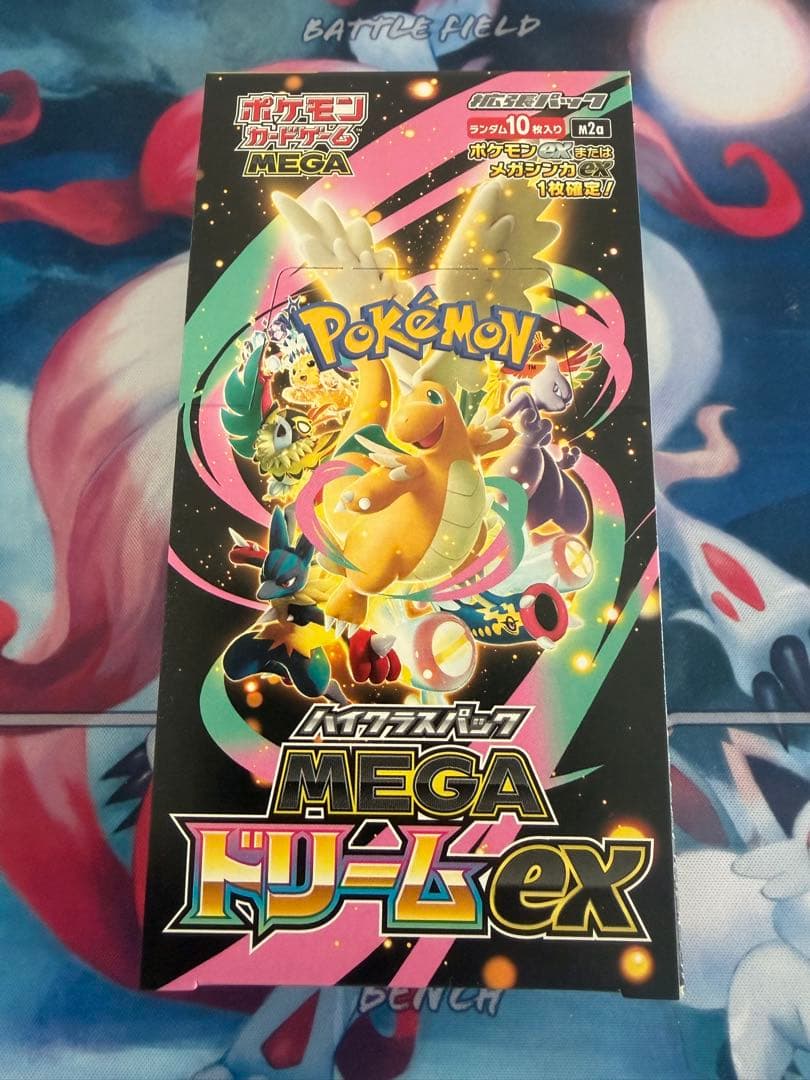 BATTLE FIELD
ポケモン
カードゲーム
MEGA
拡張パック
ランダム10枚入り
M2a
ポケモンexまたは
メガシンカex
1枚確定!
POKéMON
TM
ハイクラスパック
MEGA
ドリームex
BENCH